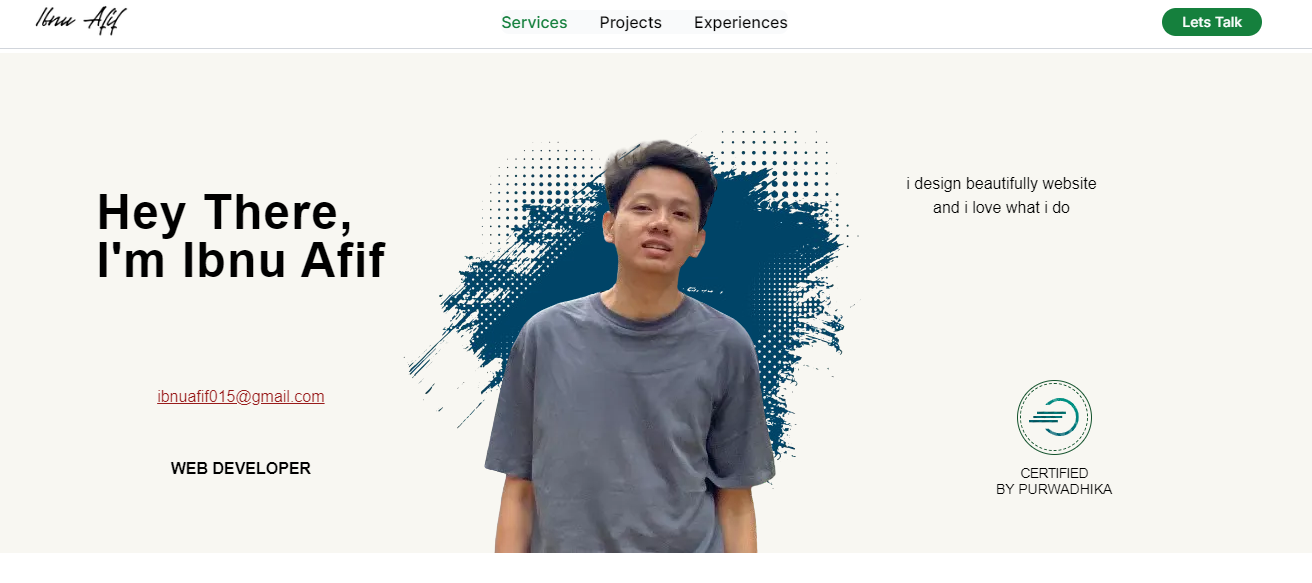 Ibnu Afif
Services Projects Experiences
Lets Talk
Hey There,
I'm Ibnu Afif
i design beautifully website
and i love what i do
ibnuafif015@gmail.com
WEB DEVELOPER
CERTIFIED
BY PURWADHIKA